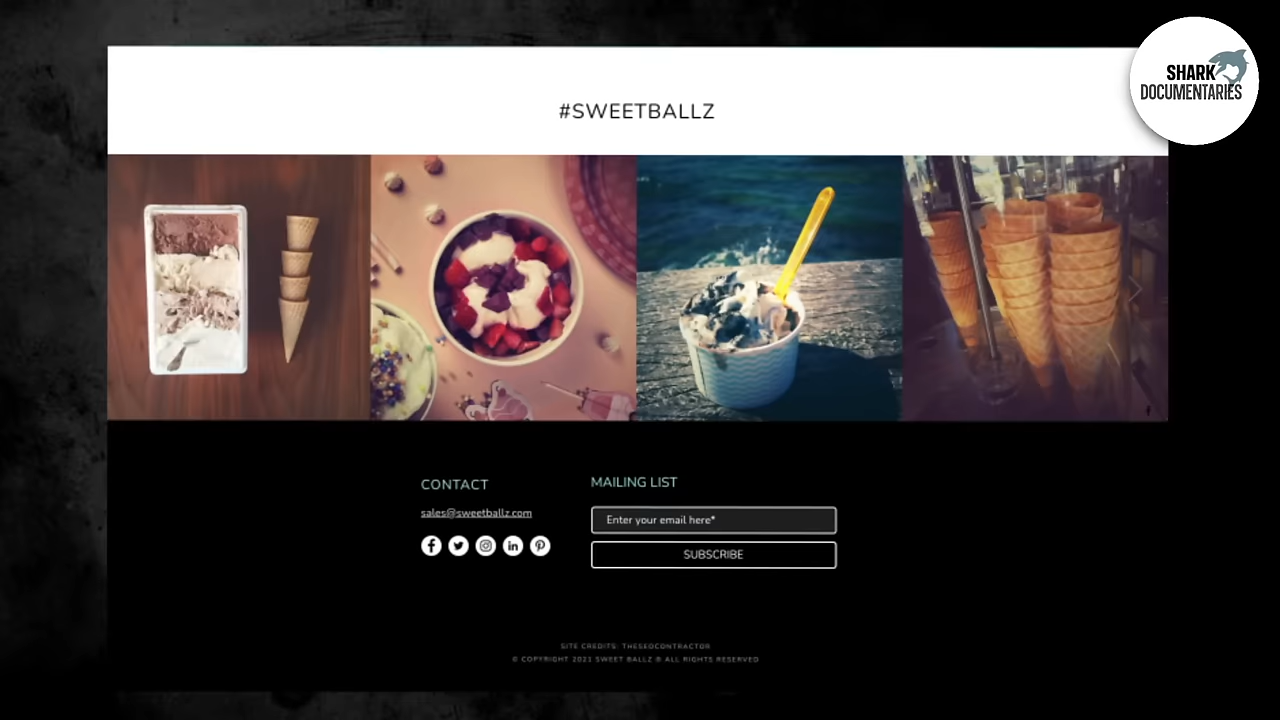 SHARK
DOCUMENTARIES
#SWEETBALLZ
CONTACT
sales@sweetballz.com
MAILING LIST
Enter your email here*
SUBSCRIBE
SITE CREDITS: THESEOCONTRACTOR
© COPYRIGHT 2021 SWEET BALLZ ® ALL RIGHTS RESERVED